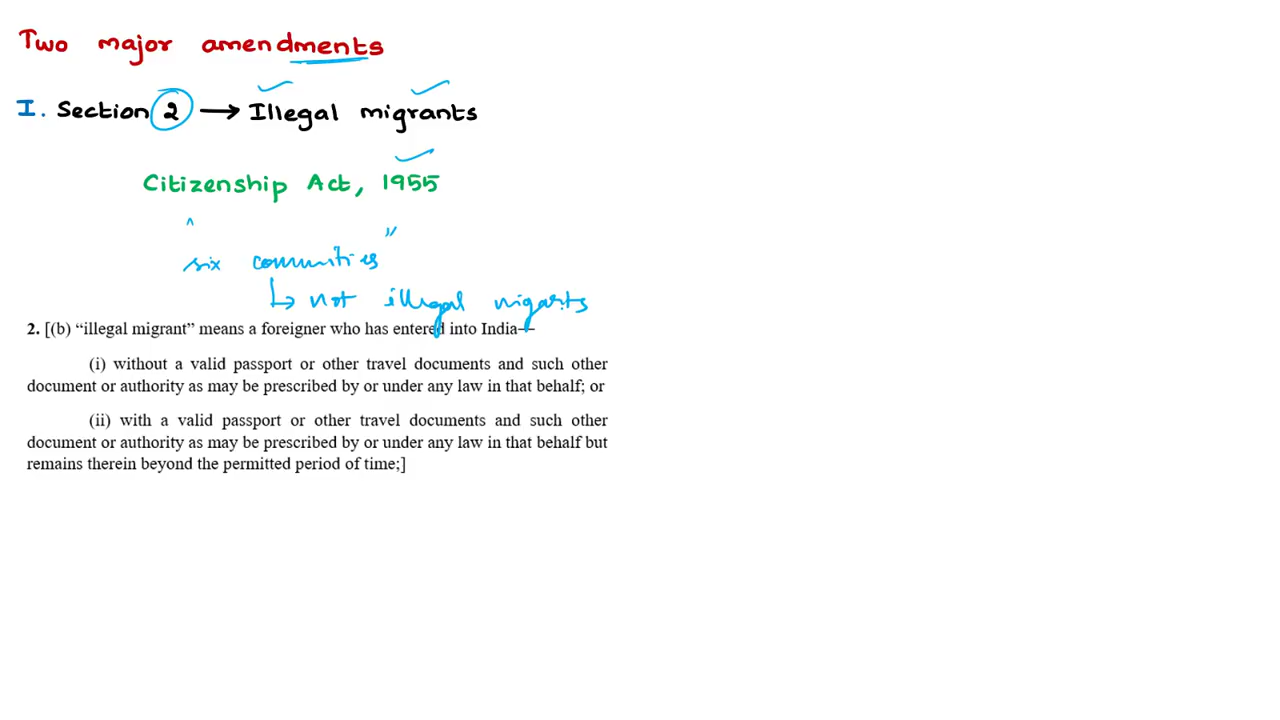 Two major amendments
I. Section 2 → Illegal migrants
Citizenship Act, 1955
"
six communities
↳ not illegal migarts
2. [(b) “illegal migrant” means a foreigner who has entered into India—
(i) without a valid passport or other travel documents and such other
document or authority as may be prescribed by or under any law in that behalf; or
(ii) with a valid passport or other travel documents and such other
document or authority as may be prescribed by or under any law in that behalf but
remains therein beyond the permitted period of time;]